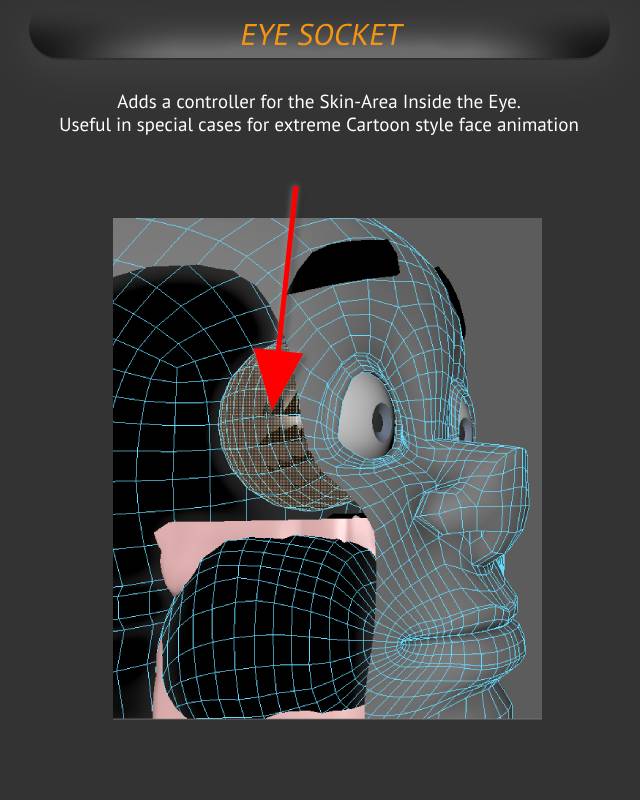 EYE SOCKET
Adds a controller for the Skin-Area Inside the Eye.
Useful in special cases for extreme Cartoon style face animation